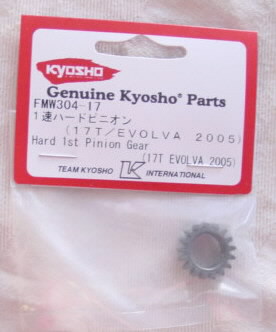 KYOSHO
Genuine Kyosho® Parts
FMW304-17
1速ハードピニオン
(17T/EVOLVA 2005)
Hard 1st Pinion Gear
(17T EVOLVA 2005)
TEAM KYOSHO K INTERNATIONAL